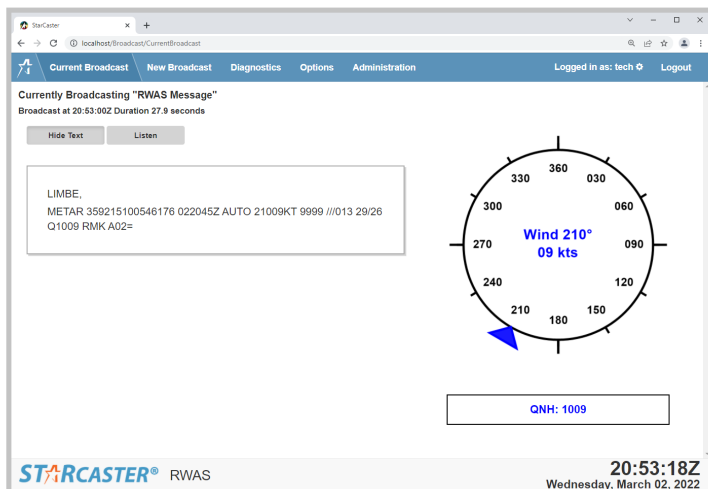 StarCaster
localhost/Broadcast/CurrentBroadcast
Current Broadcast New Broadcast Diagnostics Options Administration Logged in as: tech Logout
Currently Broadcasting "RWAS Message"
Broadcast at 20:53:00Z Duration 27.9 seconds
Hide Text Listen
LIMBE,
METAR 359215100546176 022045Z AUTO 21009KT 9999 ///013 29/26
Q1009 RMK A02=
360
330 030
300 060
Wind 210°
270 090
09 kts
240 120
210 150
180
QNH: 1009
STARCASTER® RWAS
20:53:18Z
Wednesday, March 02, 2022